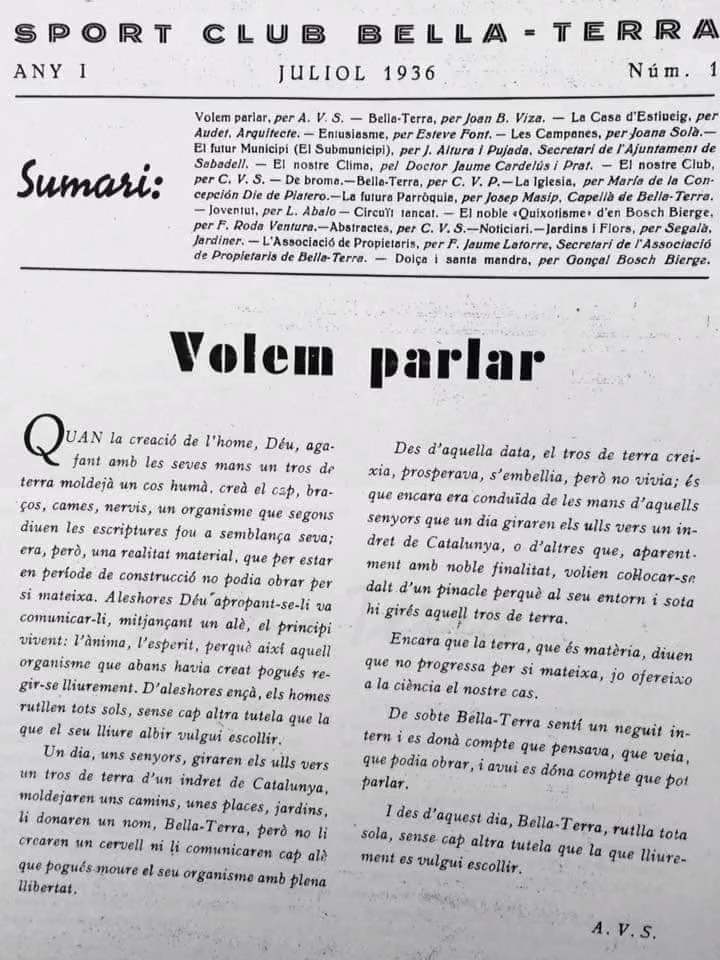 SPORT CLUB BELLA-TERRA
ANY I
JULIOL 1936
Núm. 1
Sumari:
Volem parlar, per A. V. S. — Bella-Terra, per Joan B. Viza. — La Casa d'Estiueig, per
Audet, Arquitecte. — Entusiasme, per Esteve Font. — Les Campanes, per Joana Solà. —
El futur Municipi (El Submunicipi), per J. Altura i Pujada, Secretari de l'Ajuntament de
Sabadell. — El nostre Clima, pel Doctor Jaume Cardelús i Prat. — El nostre Club,
per C. V. S. — De broma.—Bella-Terra, per C. V. P.—La Iglesia, per María de la Con-
cepción Die de Platero.—La futura Parròquia, per Josep Masip, Capellà de Bella-Terra.
— Joventut, per L. Abalo — Circuït tancat. — El noble «Quixotisme» d'en Bosch Bierge,
per F. Roda Ventura.—Abstractes, per C. V. S.—Noticiari.—Jardins i Flors, per Segalà,
Jardiner. — L'Associació de Propietaris, per F. Jaume Latorre, Secretari de l'Associació
de Propietaris de Bella-Terra. — Dolça i santa mandra, per Gonçal Bosch Bierge.
Volem parlar
QUAN la creació de l'home, Déu, aga-
fant amb les seves mans un tros de
terra moldejà un cos humà, creà el cap, bra-
ços, cames, nervis, un organisme que segons
diuen les escriptures fou a semblança seva;
era, però, una realitat material, que per estar
en període de construcció no podia obrar per
si mateixa. Aleshores Déu apropant-se-li va
comunicar-li, mitjançant un alè, el principi
vivent: l'ànima, l'esperit, perquè així aquell
organisme que abans havia creat pogués re-
gir-se lliurement. D'aleshores ençà, els homes
rutllen tots sols, sense cap altra tutela que la
que el seu lliure albir vulgui escollir.
Un dia, uns senyors, giraren els ulls vers
un tros de terra d'un indret de Catalunya,
moldejaren uns camins, unes places, jardins,
li donaren un nom, Bella-Terra, però no li
crearen un cervell ni li comunicaren cap alè
que pogués moure el seu organisme amb plena
llibertat.
Des d'aquella data, el tros de terra crei-
xia, prosperava, s'embellia, però no vivia; és
que encara era conduïda de les mans d'aquells
senyors que un dia giraren els ulls vers un in-
dret de Catalunya, o d'altres que, aparent-
ment amb noble finalitat, volien col·locar-se
dalt d'un pinacle perquè al seu entorn i sota
hi girés aquell tros de terra.
Encara que la terra, que és matèria, diuen
que no progressa per si mateixa, jo ofereixo
a la ciència el nostre cas.
De sobte Bella-Terra sentí un neguit in-
tern i es donà compte que pensava, que veia,
que podia obrar, i avui es dóna compte que pot
parlar.
I des d'aquest dia, Bella-Terra, rutlla tota
sola, sense cap altra tutela que la que lliure-
ment es vulgui escollir.
A. V. S.